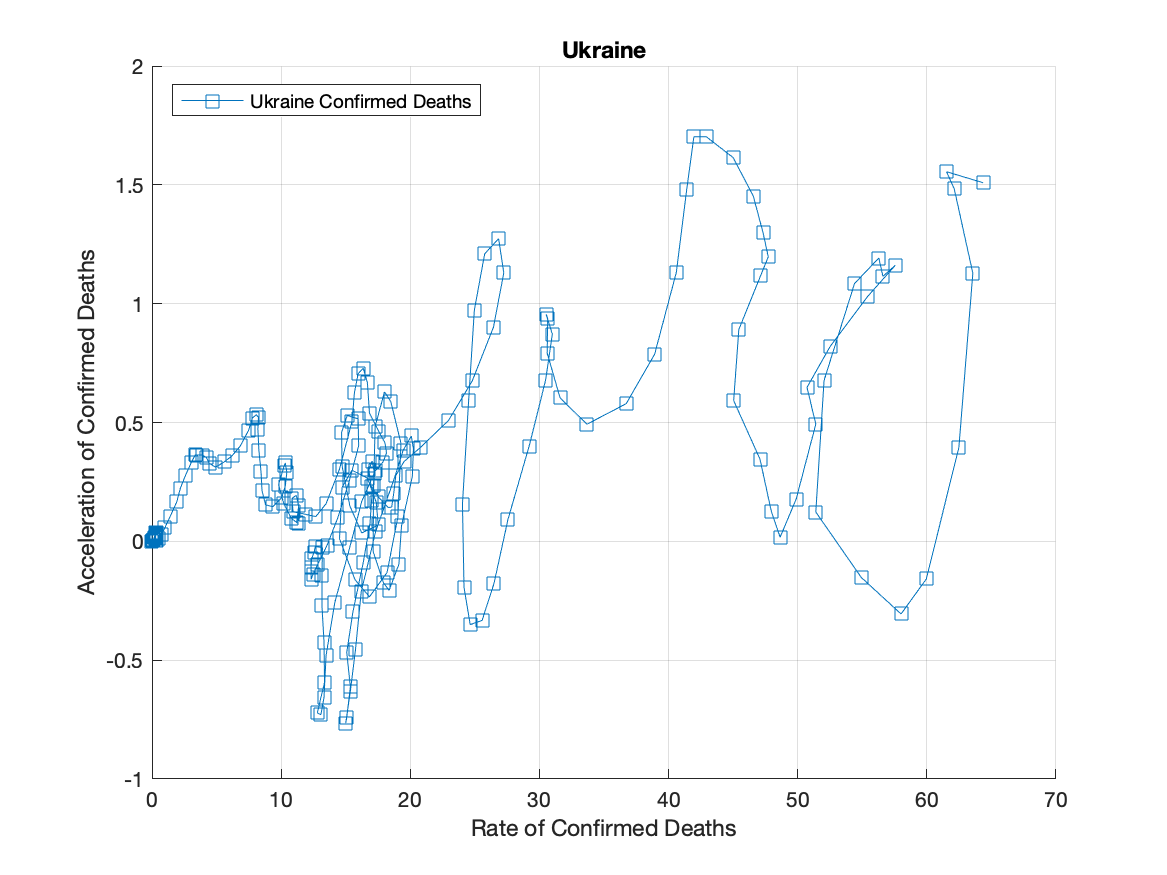 Ukraine
Ukraine Confirmed Deaths
2
1.5
1
0.5
0
-0.5
-1
Acceleration of Confirmed Deaths
0 10 20 30 40 50 60 70
Rate of Confirmed Deaths